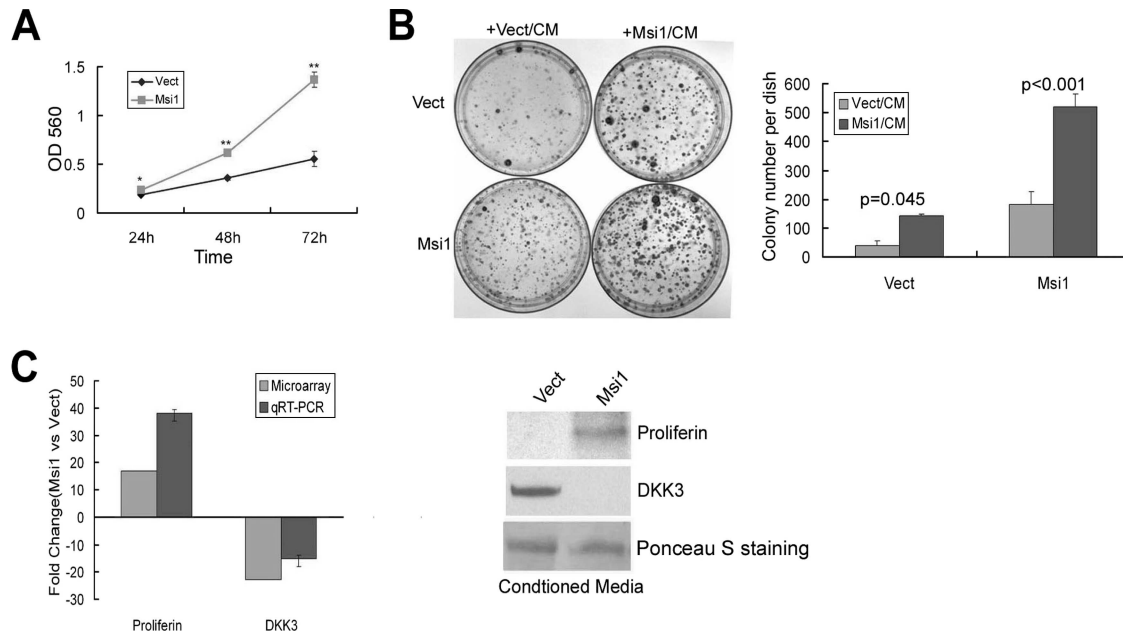 A
OD 560
1.5
1
0.5
0
Vect
Msi1
*
**
**
24h
48h
72h
Time
B
+Vect/CM
+Msi1/CM
Vect
Msi1
Colony number per dish
600
500
400
300
200
100
0
Vect/CM
Msi1/CM
p=0.045
p<0.001
Vect
Msi1
C
Fold Change(Msi1 vs Vect)
50
40
30
20
10
0
-10
-20
-30
Microarray
qRT-PCR
Proliferin
DKK3
Vect
Msi1
Proliferin
DKK3
Ponceau S staining
Condtioned Media